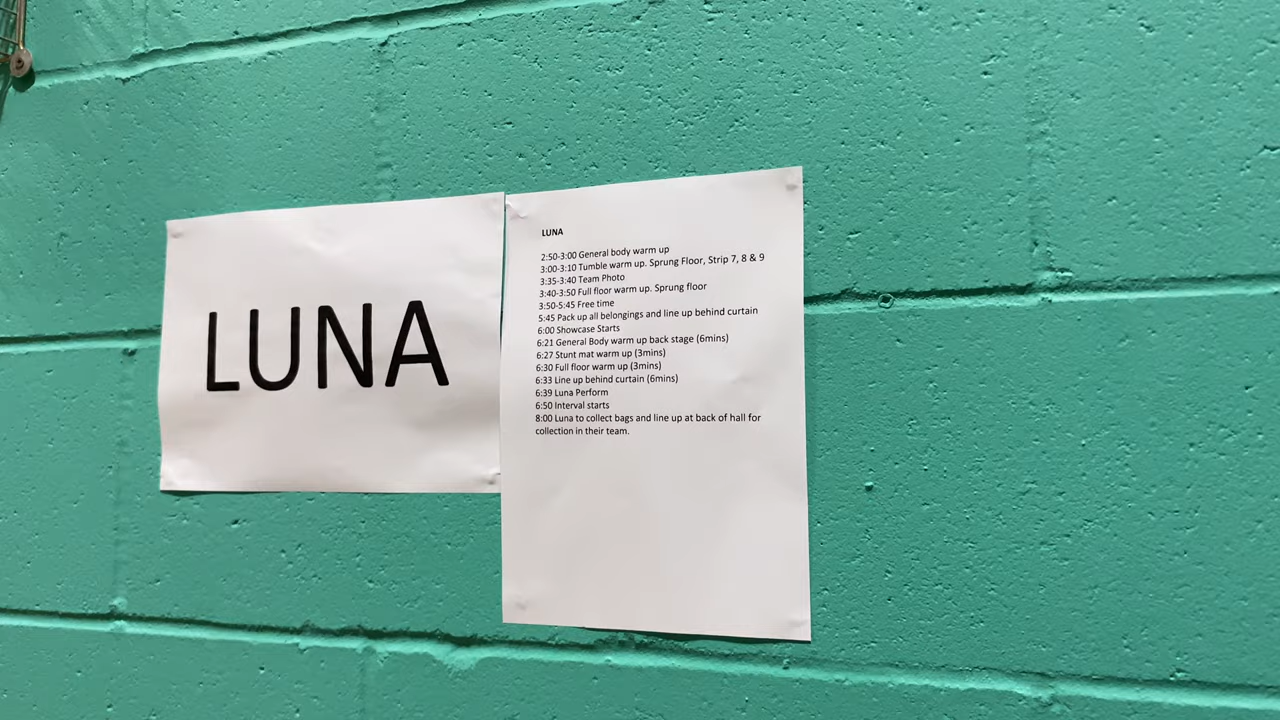 LUNA
LUNA
2:50-3:00 General body warm up
3:00-3:10 Tumble warm up. Sprung Floor, Strip 7, 8 & 9
3:35-3:40 Team Photo
3:40-3:50 Full floor warm up. Sprung floor
3:50-5:45 Free time
5:45 Pack up all belongings and line up behind curtain
6:00 Showcase Starts
6:21 General Body warm up back stage (6mins)
6:27 Stunt mat warm up (3mins)
6:30 Full floor warm up (3mins)
6:33 Line up behind curtain (6mins)
6:39 Luna Perform
6:50 Interval starts
8:00 Luna to collect bags and line up at back of hall for
collection in their team.